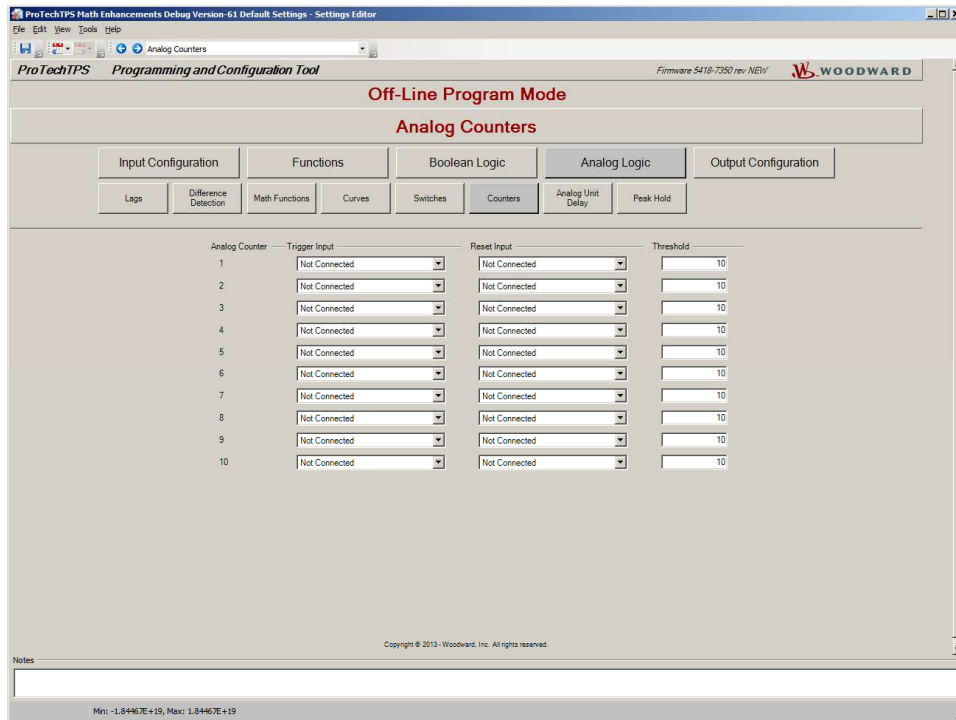 ProTechTPS Math Enhancements Debug Version-61 Default Settings - Settings Editor
File Edit View Tools Help
Analog Counters
ProTechTPS Programming and Configuration Tool Firmware 5418-7350 rev NEW WOODWARD
Off-Line Program Mode
Analog Counters
Input Configuration Functions Boolean Logic Analog Logic Output Configuration
Lags Difference Detection Math Functions Curves Switches Counters Analog Unit Delay Peak Hold
Analog Counter Trigger Input Reset Input Threshold
1 Not Connected Not Connected 10
2 Not Connected Not Connected 10
3 Not Connected Not Connected 10
4 Not Connected Not Connected 10
5 Not Connected Not Connected 10
6 Not Connected Not Connected 10
7 Not Connected Not Connected 10
8 Not Connected Not Connected 10
9 Not Connected Not Connected 10
10 Not Connected Not Connected 10
Copyright © 2013 - Woodward, Inc. All rights reserved.
Notes
Min: -1.84467E+19, Max: 1.84467E+19